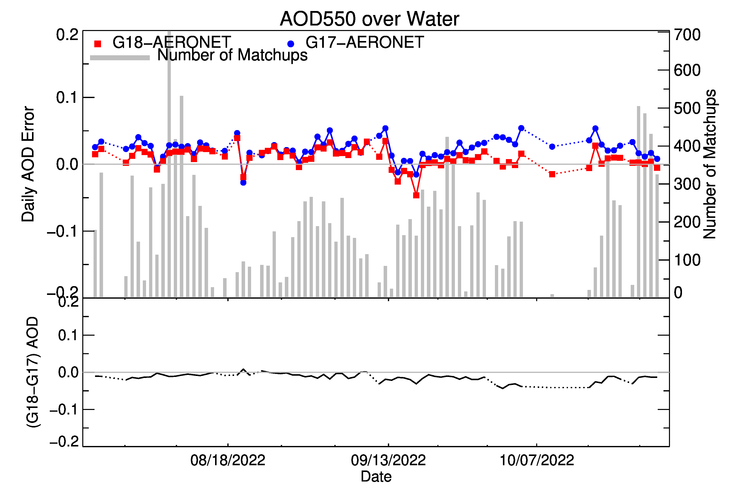 AOD550 over Water
G18−AERONET
G17−AERONET
Number of Matchups
0.2
0.1
0.0
−0.1
−0.2
Daily AOD Error
700
600
500
400
300
200
100
0
Number of Matchups
0.2
0.1
0.0
−0.1
−0.2
(G18−G17) AOD
08/18/2022
09/13/2022
10/07/2022
Date